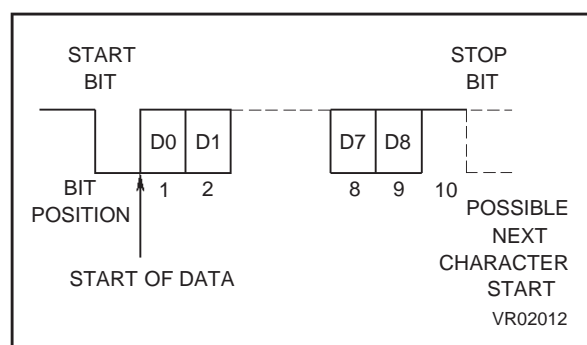 START
BIT
STOP
BIT
D0 D1 D7 D8
BIT
POSITION
1 2 8 9 10
POSSIBLE
NEXT
CHARACTER
START
START OF DATA
VR02012